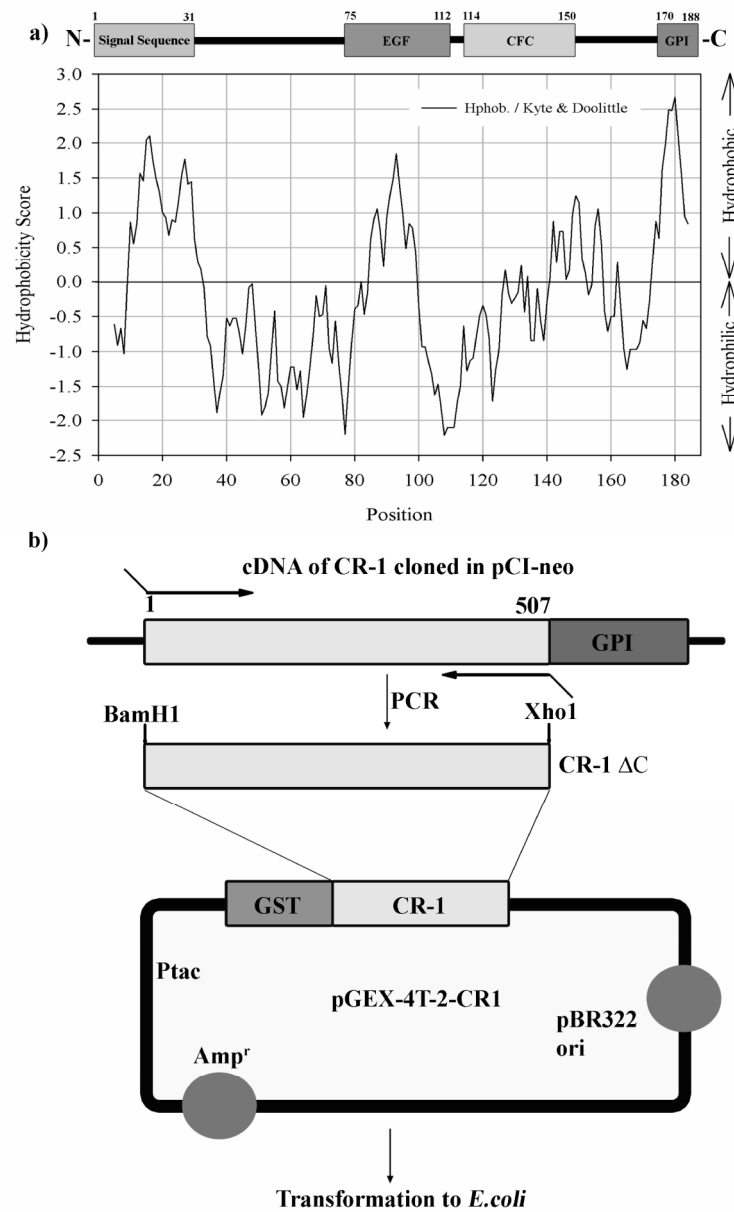 1 31 75 112 114 150 170 188
a) N- Signal Sequence EGF CFC GPI -C
3.0
2.5
2.0
1.5
1.0
0.5
0.0
-0.5
-1.0
-1.5
-2.0
-2.5
Hphob. / Kyte & Doolittle
Hydrophobicity Score
Hydrophobic
Hydrophilic
0 20 40 60 80 100 120 140 160 180
Position
b)
cDNA of CR-1 cloned in pCI-neo
1 507
GPI
PCR
BamH1 Xho1
CR-1 ΔC
GST CR-1
Ptac
pGEX-4T-2-CR1
pBR322
ori
Ampʳ
Transformation to E.coli